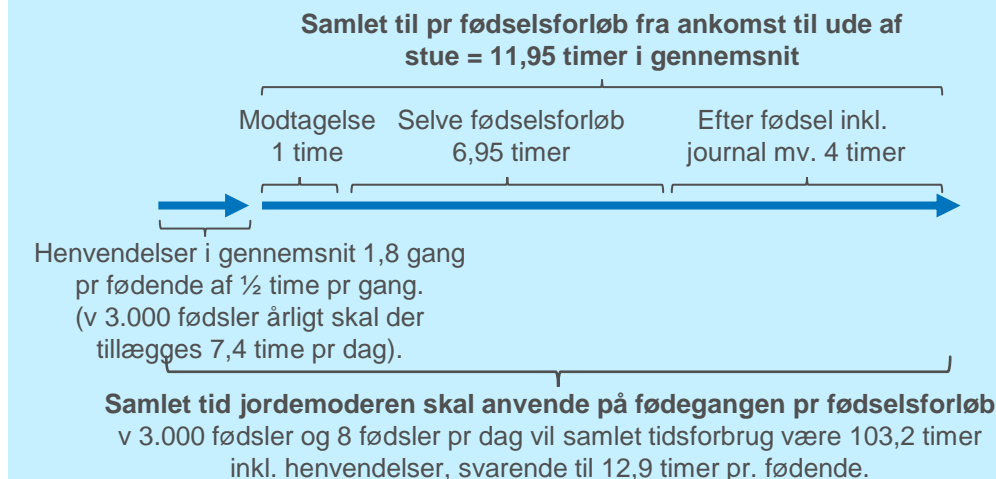 Samlet til pr fødselsforløb fra ankomst til ude af
stue = 11,95 timer i gennemsnit
Modtagelse
1 time
Selve fødselsforløb
6,95 timer
Efter fødsel inkl.
journal mv. 4 timer
Henvendelser i gennemsnit 1,8 gang
pr fødende af ½ time pr gang.
(v 3.000 fødsler årligt skal der
tillægges 7,4 time pr dag).
Samlet tid jordemoderen skal anvende på fødegangen pr fødselsforløb
v 3.000 fødsler og 8 fødsler pr dag vil samlet tidsforbrug være 103,2 timer
inkl. henvendelser, svarende til 12,9 timer pr. fødende.